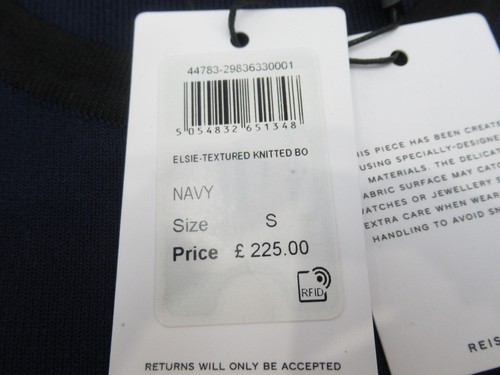 44783-29836330001
5 054832 651348
ELSIE-TEXTURED KNITTED BO
NAVY
Size S
Price £ 225.00
RFID
RETURNS WILL ONLY BE ACCEPTED
IS PIECE HAS BEEN CREATE
USING SPECIALLY-DESIGNE
MATERIALS. THE DELICAT
ABRIC SURFACE MAY CATC
ATCHES OR JEWELLERY S
EXTRA CARE WHEN WEAR
HANDLING TO AVOID SN
REIS